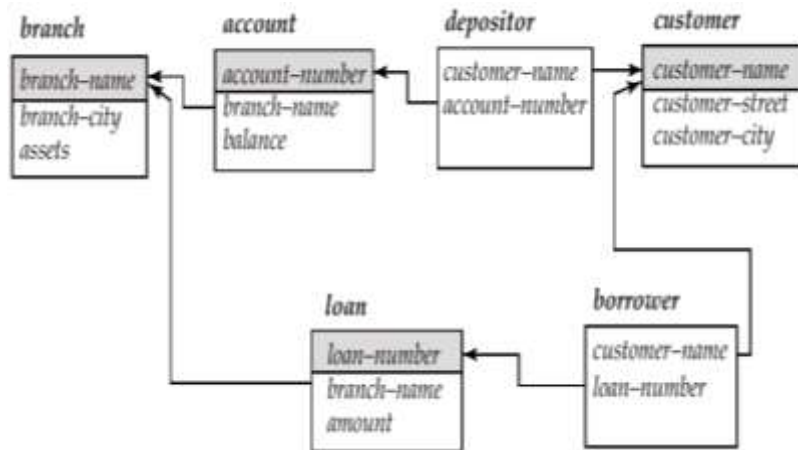 branch
branch–name
branch–city
assets
account
account–number
branch–name
balance
depositor
customer–name
account–number
customer
customer–name
customer–street
customer–city
loan
loan–number
branch–name
amount
borrower
customer–name
loan–number